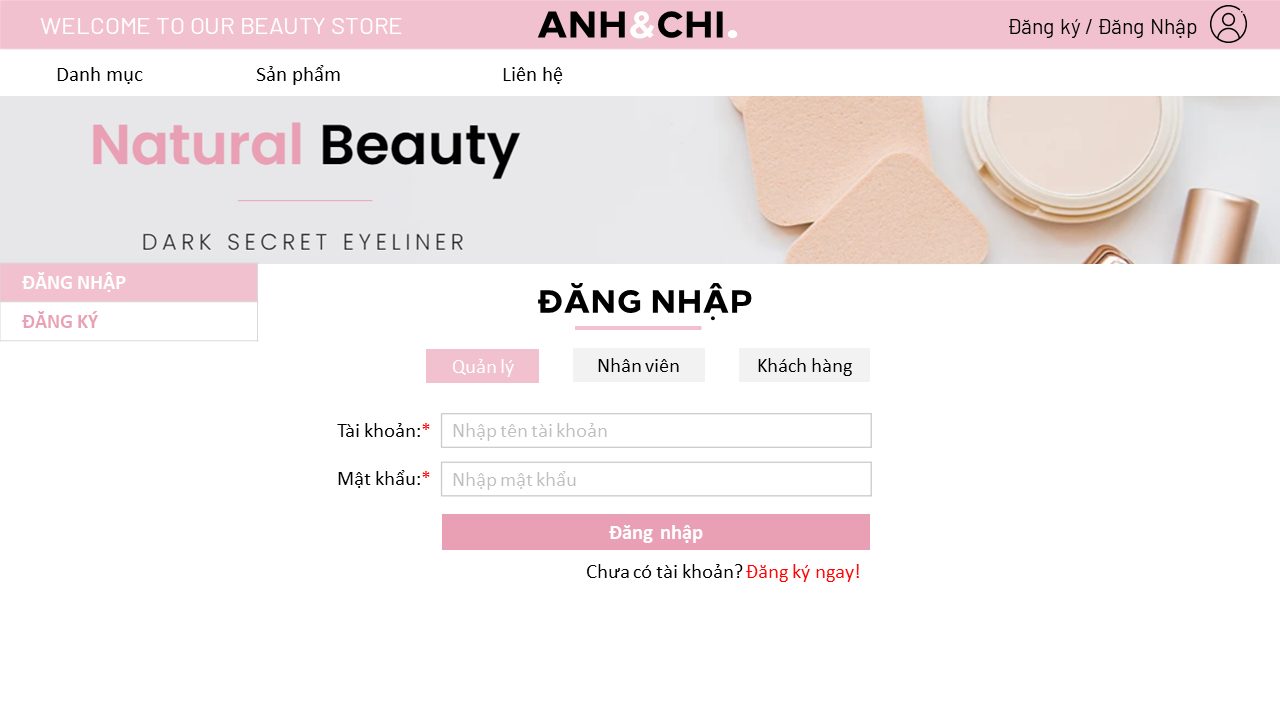 WELCOME TO OUR BEAUTY STORE
ANH&CHI.
Đăng ký / Đăng Nhập
Danh mục
Sản phẩm
Liên hệ
Natural Beauty
DARK SECRET EYELINER
ĐĂNG NHẬP
ĐĂNG KÝ
ĐĂNG NHẬP
Quản lý
Nhân viên
Khách hàng
Tài khoản:*
Nhập tên tài khoản
Mật khẩu:*
Nhập mật khẩu
Đăng nhập
Chưa có tài khoản? Đăng ký ngay!